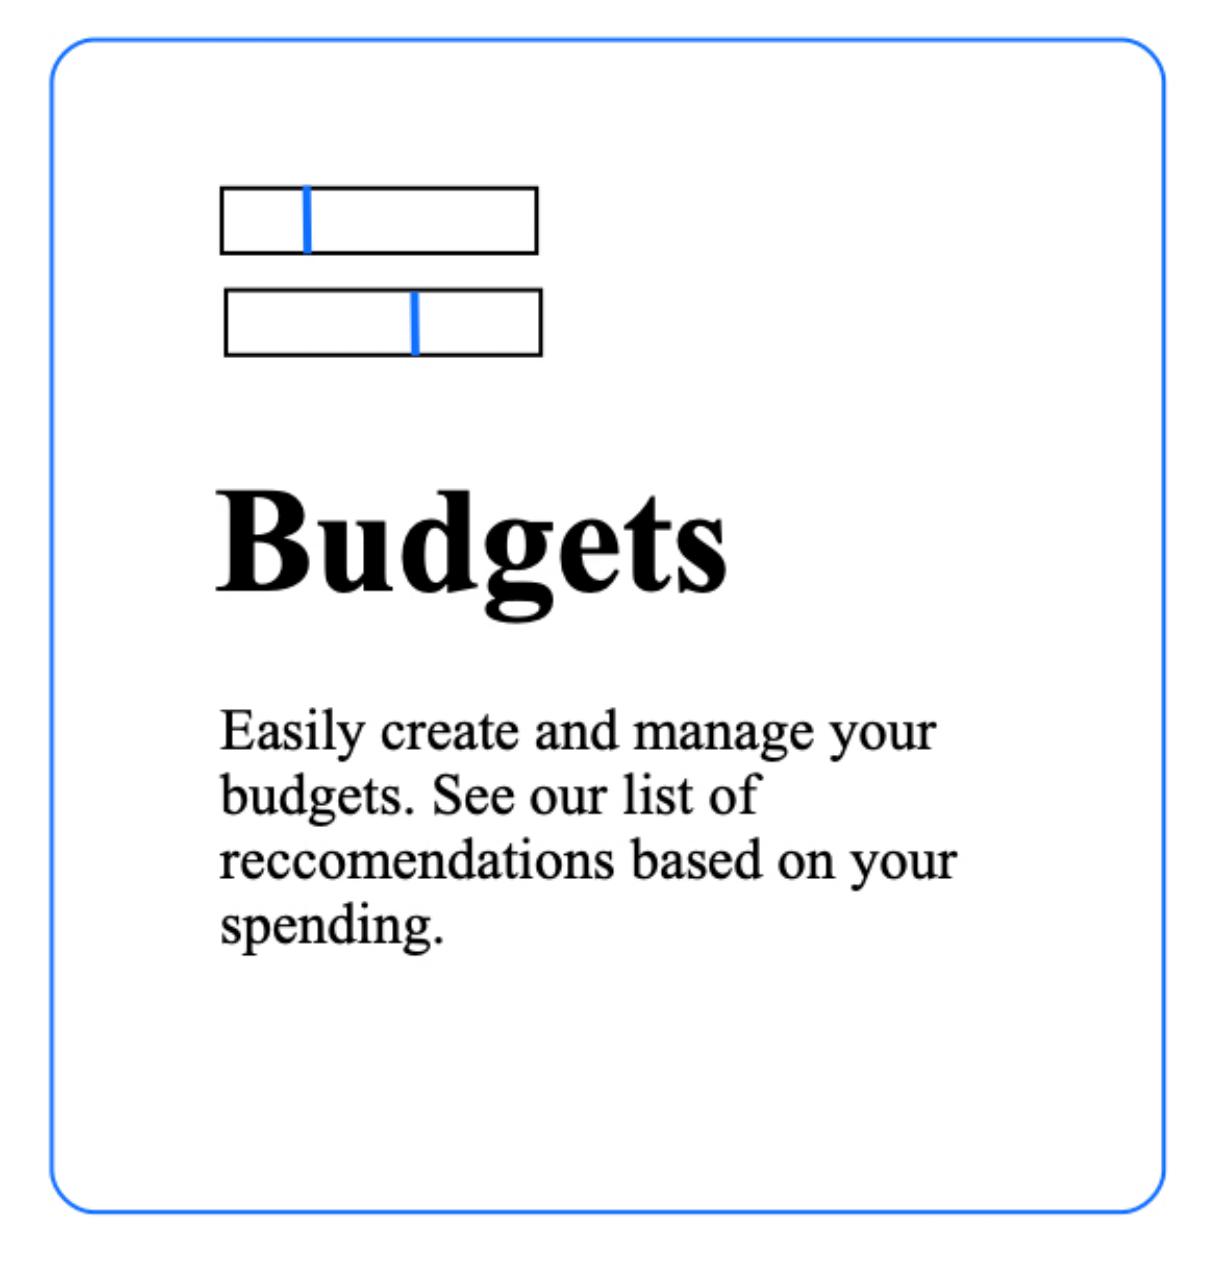 Budgets
Easily create and manage your
budgets. See our list of
reccomendations based on your
spending.